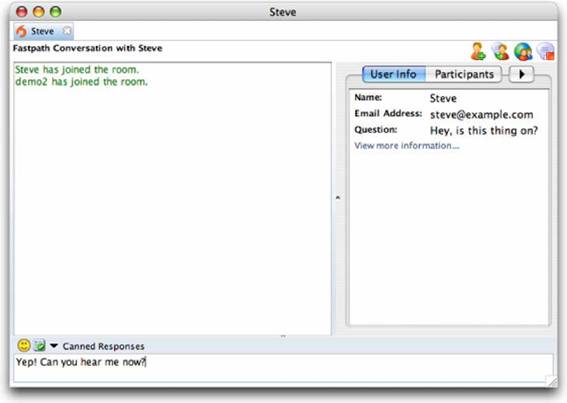 Steve
Steve
Fastpath Conversation with Steve
Steve has joined the room.
demo2 has joined the room.
User Info Participants
Name: Steve
Email Address: steve@example.com
Question: Hey, is this thing on?
View more information...
Canned Responses
Yep! Can you hear me now?